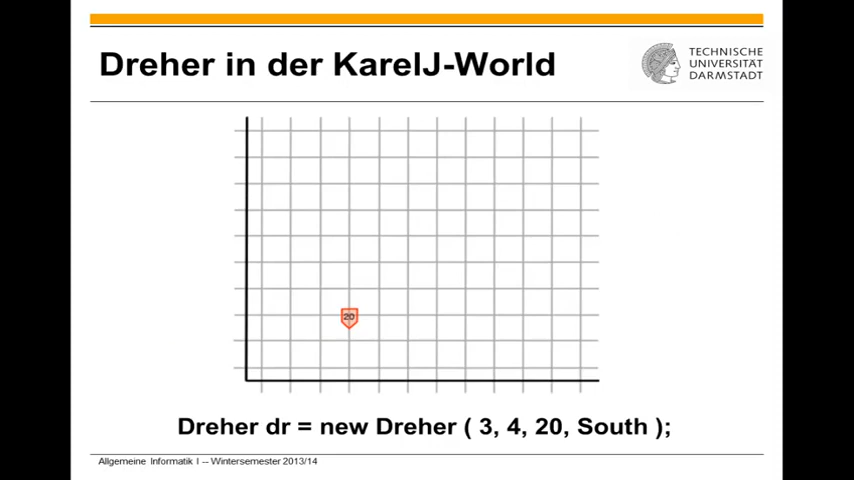 Dreher in der KarelJ-World
TECHNISCHE
UNIVERSITÄT
DARMSTADT
20
Dreher dr = new Dreher ( 3, 4, 20, South );
Allgemeine Informatik I -- Wintersemester 2013/14